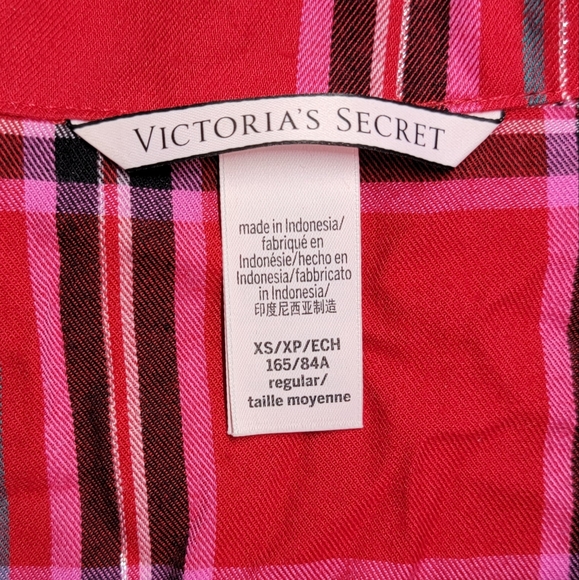 VICTORIA'S SECRET
made in Indonesia/
fabriqué en
Indonésie/hecho en
Indonesia/fabbricato
in Indonesia/
印度尼西亚制造
XS/XP/ECH
165/84A
regular/
taille moyenne